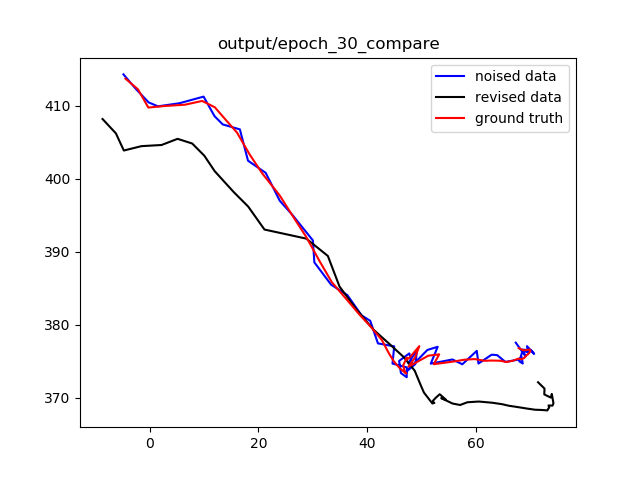 output/epoch_30_compare
noised data
revised data
ground truth
410
400
390
380
370
0 20 40 60